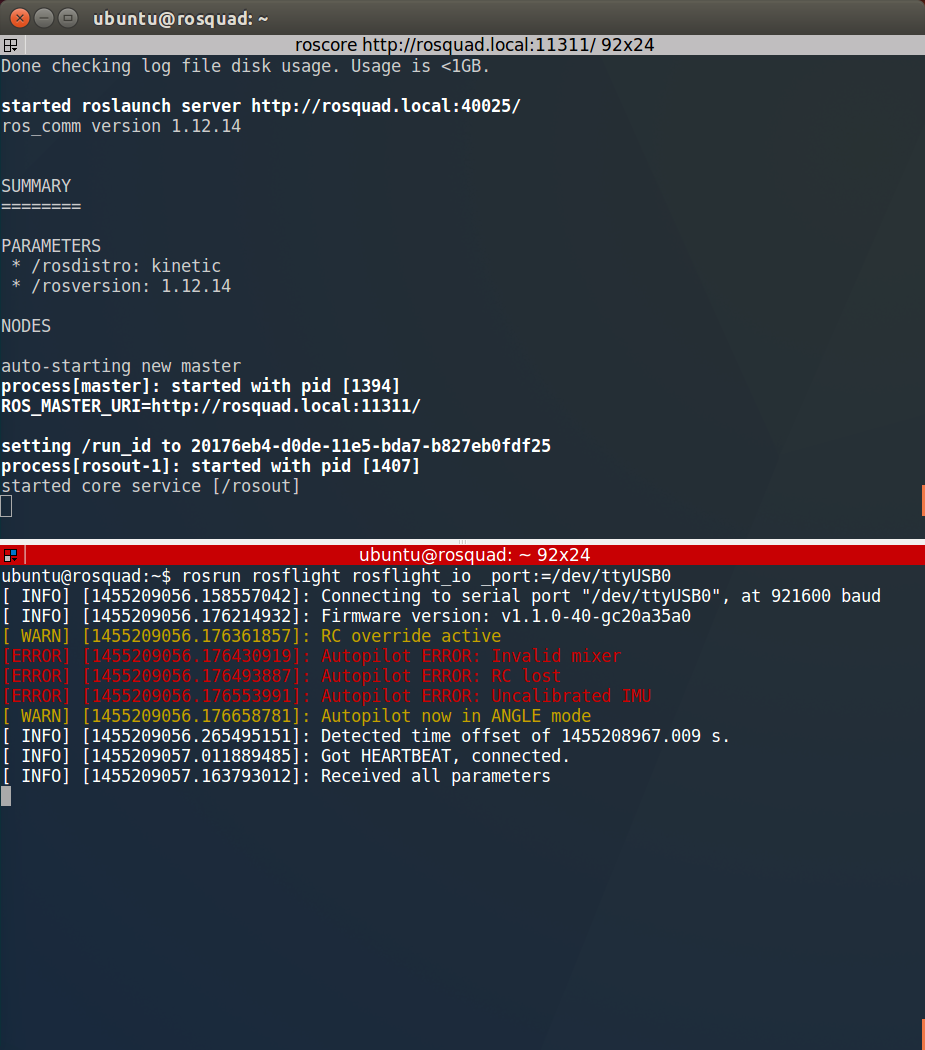 ubuntu@rosquad: ~
roscore http://rosquad.local:11311/ 92x24
Done checking log file disk usage. Usage is <1GB.
started roslaunch server http://rosquad.local:40025/
ros_comm version 1.12.14
SUMMARY
========
PARAMETERS
 * /rosdistro: kinetic
 * /rosversion: 1.12.14
NODES
auto-starting new master
process[master]: started with pid [1394]
ROS_MASTER_URI=http://rosquad.local:11311/
setting /run_id to 20176eb4-d0de-11e5-bda7-b827eb0fdf25
process[rosout-1]: started with pid [1407]
started core service [/rosout]
ubuntu@rosquad: ~ 92x24
ubuntu@rosquad:~$ rosrun rosflight rosflight_io _port:=/dev/ttyUSB0
[ INFO] [1455209056.158557042]: Connecting to serial port "/dev/ttyUSB0", at 921600 baud
[ INFO] [1455209056.176214932]: Firmware version: v1.1.0-40-gc20a35a0
[ WARN] [1455209056.176361857]: RC override active
[ERROR] [1455209056.176430919]: Autopilot ERROR: Invalid mixer
[ERROR] [1455209056.176493887]: Autopilot ERROR: RC lost
[ERROR] [1455209056.176553991]: Autopilot ERROR: Uncalibrated IMU
[ WARN] [1455209056.176658781]: Autopilot now in ANGLE mode
[ INFO] [1455209056.265495151]: Detected time offset of 1455208967.009 s.
[ INFO] [1455209057.011889485]: Got HEARTBEAT, connected.
[ INFO] [1455209057.163793012]: Received all parameters